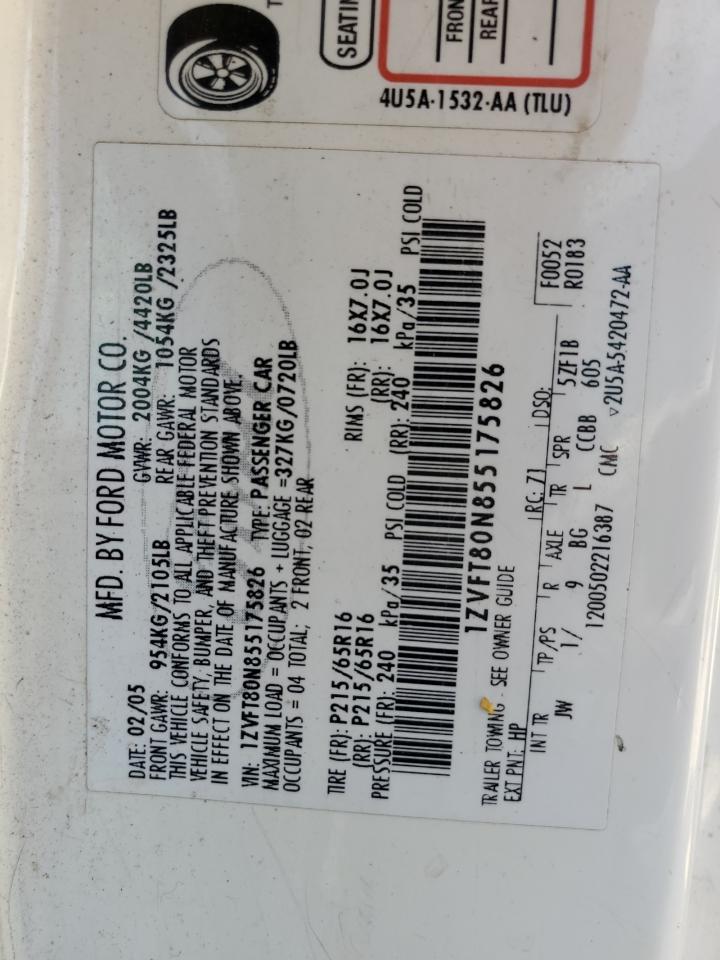 T
SEATIN
FRON
REAR
4U5A-1532-AA (TLU)
MFD. BY FORD MOTOR CO.
DATE: 02/05 GVWR: 2004KG /4420LB
FRONT GAWR: 954KG/2105LB REAR GAWR: 1054KG /2325LB
THIS VEHICLE CONFORMS TO ALL APPLICABLE FEDERAL MOTOR
VEHICLE SAFETY, BUMPER, AND THEFT PREVENTION STANDARDS
IN EFFECT ON THE DATE OF MANUFACTURE SHOWN ABOVE.
VIN: 1ZVFT80N855175826 TYPE: PASSENGER CAR
MAXIMUM LOAD = OCCUPANTS + LUGGAGE =327KG/0720LB
OCCUPANTS = 04 TOTAL; 2 FRONT, 02 REAR
TIRE (FR): P215/65R16 RIMS (FR): 16X7.0J
(RR): P215/65R16 (RR): 16X7.0J
PRESSURE (FR): 240 kPa/35 PSI COLD (RR): 240 kPa/35 PSI COLD
1ZVFT80N855175826
TRAILER TOWING - SEE OWNER GUIDE
EXT PNT: HP RC: 71 DSO: F0052
INT TR TP/PS R AXLE TR SPR 5ZF1B R0183
JW 1/ 9 BG L CCBB 605
1200502216387 CMC v2U5A-5420472-AA